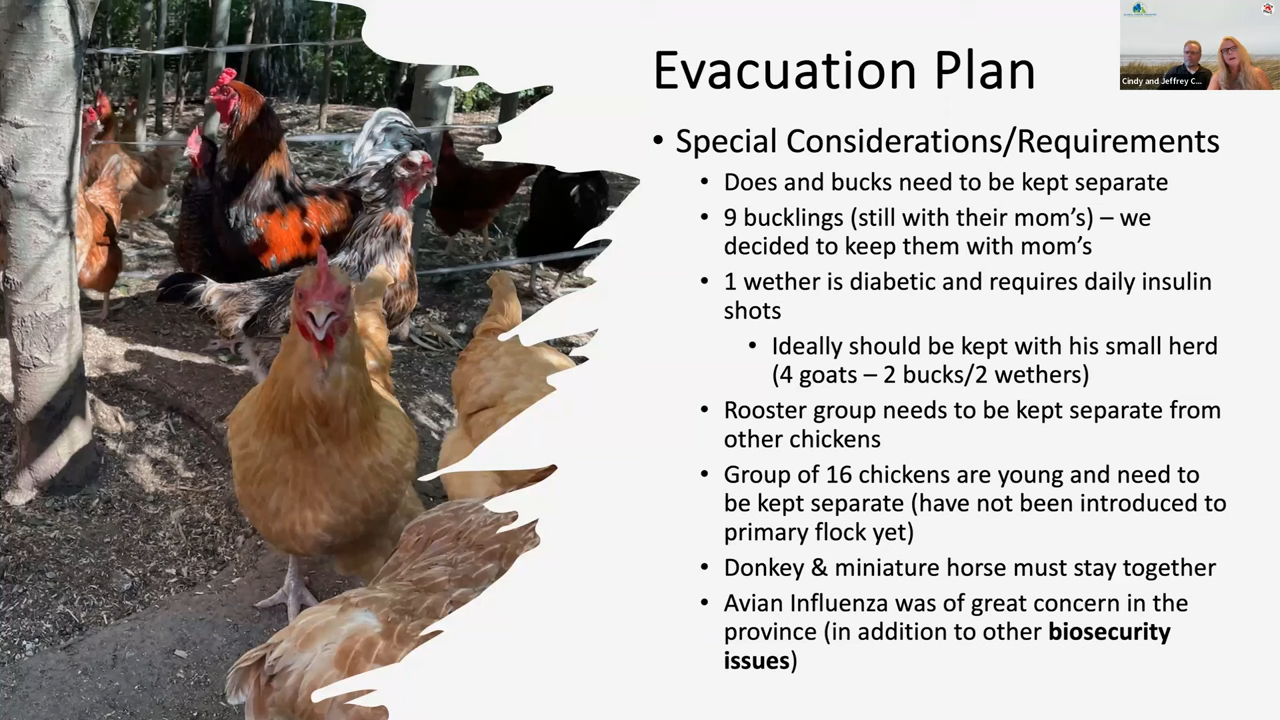 Evacuation Plan
Cindy and Jeffrey C...
• Special Considerations/Requirements
• Does and bucks need to be kept separate
• 9 bucklings (still with their mom’s) – we
decided to keep them with mom’s
• 1 wether is diabetic and requires daily insulin
shots
• Ideally should be kept with his small herd
(4 goats – 2 bucks/2 wethers)
• Rooster group needs to be kept separate from
other chickens
• Group of 16 chickens are young and need to
be kept separate (have not been introduced to
primary flock yet)
• Donkey & miniature horse must stay together
• Avian Influenza was of great concern in the
province (in addition to other biosecurity
issues)